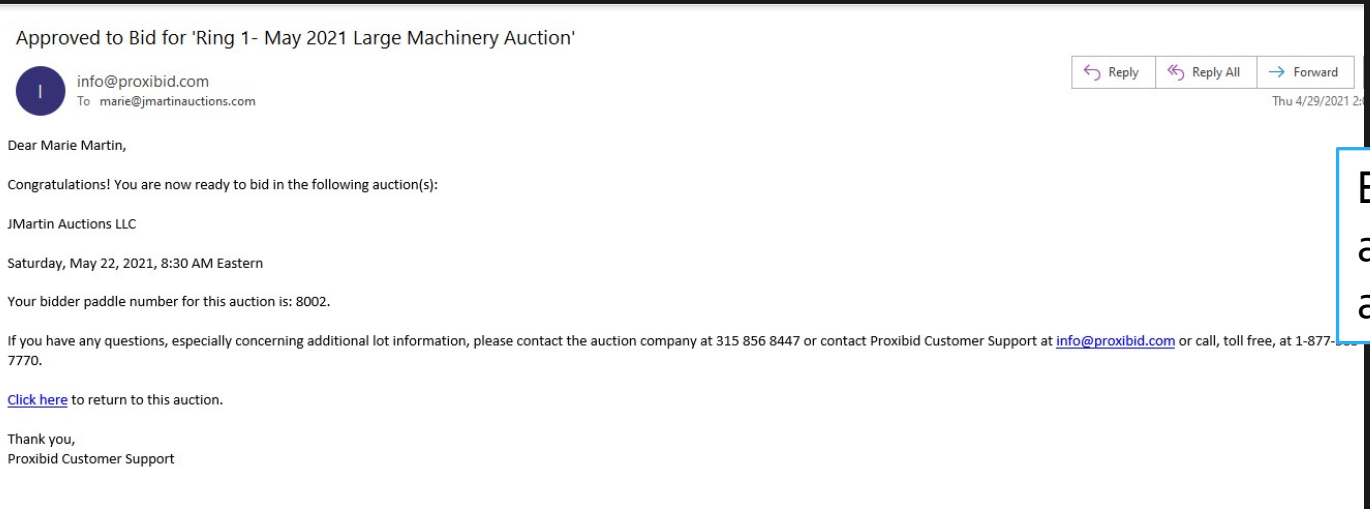 Approved to Bid for 'Ring 1- May 2021 Large Machinery Auction'
I
info@proxibid.com
To marie@jmartinauctions.com
Reply Reply All Forward
Thu 4/29/2021
Dear Marie Martin,
Congratulations! You are now ready to bid in the following auction(s):
JMartin Auctions LLC
Saturday, May 22, 2021, 8:30 AM Eastern
Your bidder paddle number for this auction is: 8002.
If you have any questions, especially concerning additional lot information, please contact the auction company at 315 856 8447 or contact Proxibid Customer Support at info@proxibid.com or call, toll free, at 1-877-
7770.
Click here to return to this auction.
Thank you,
Proxibid Customer Support